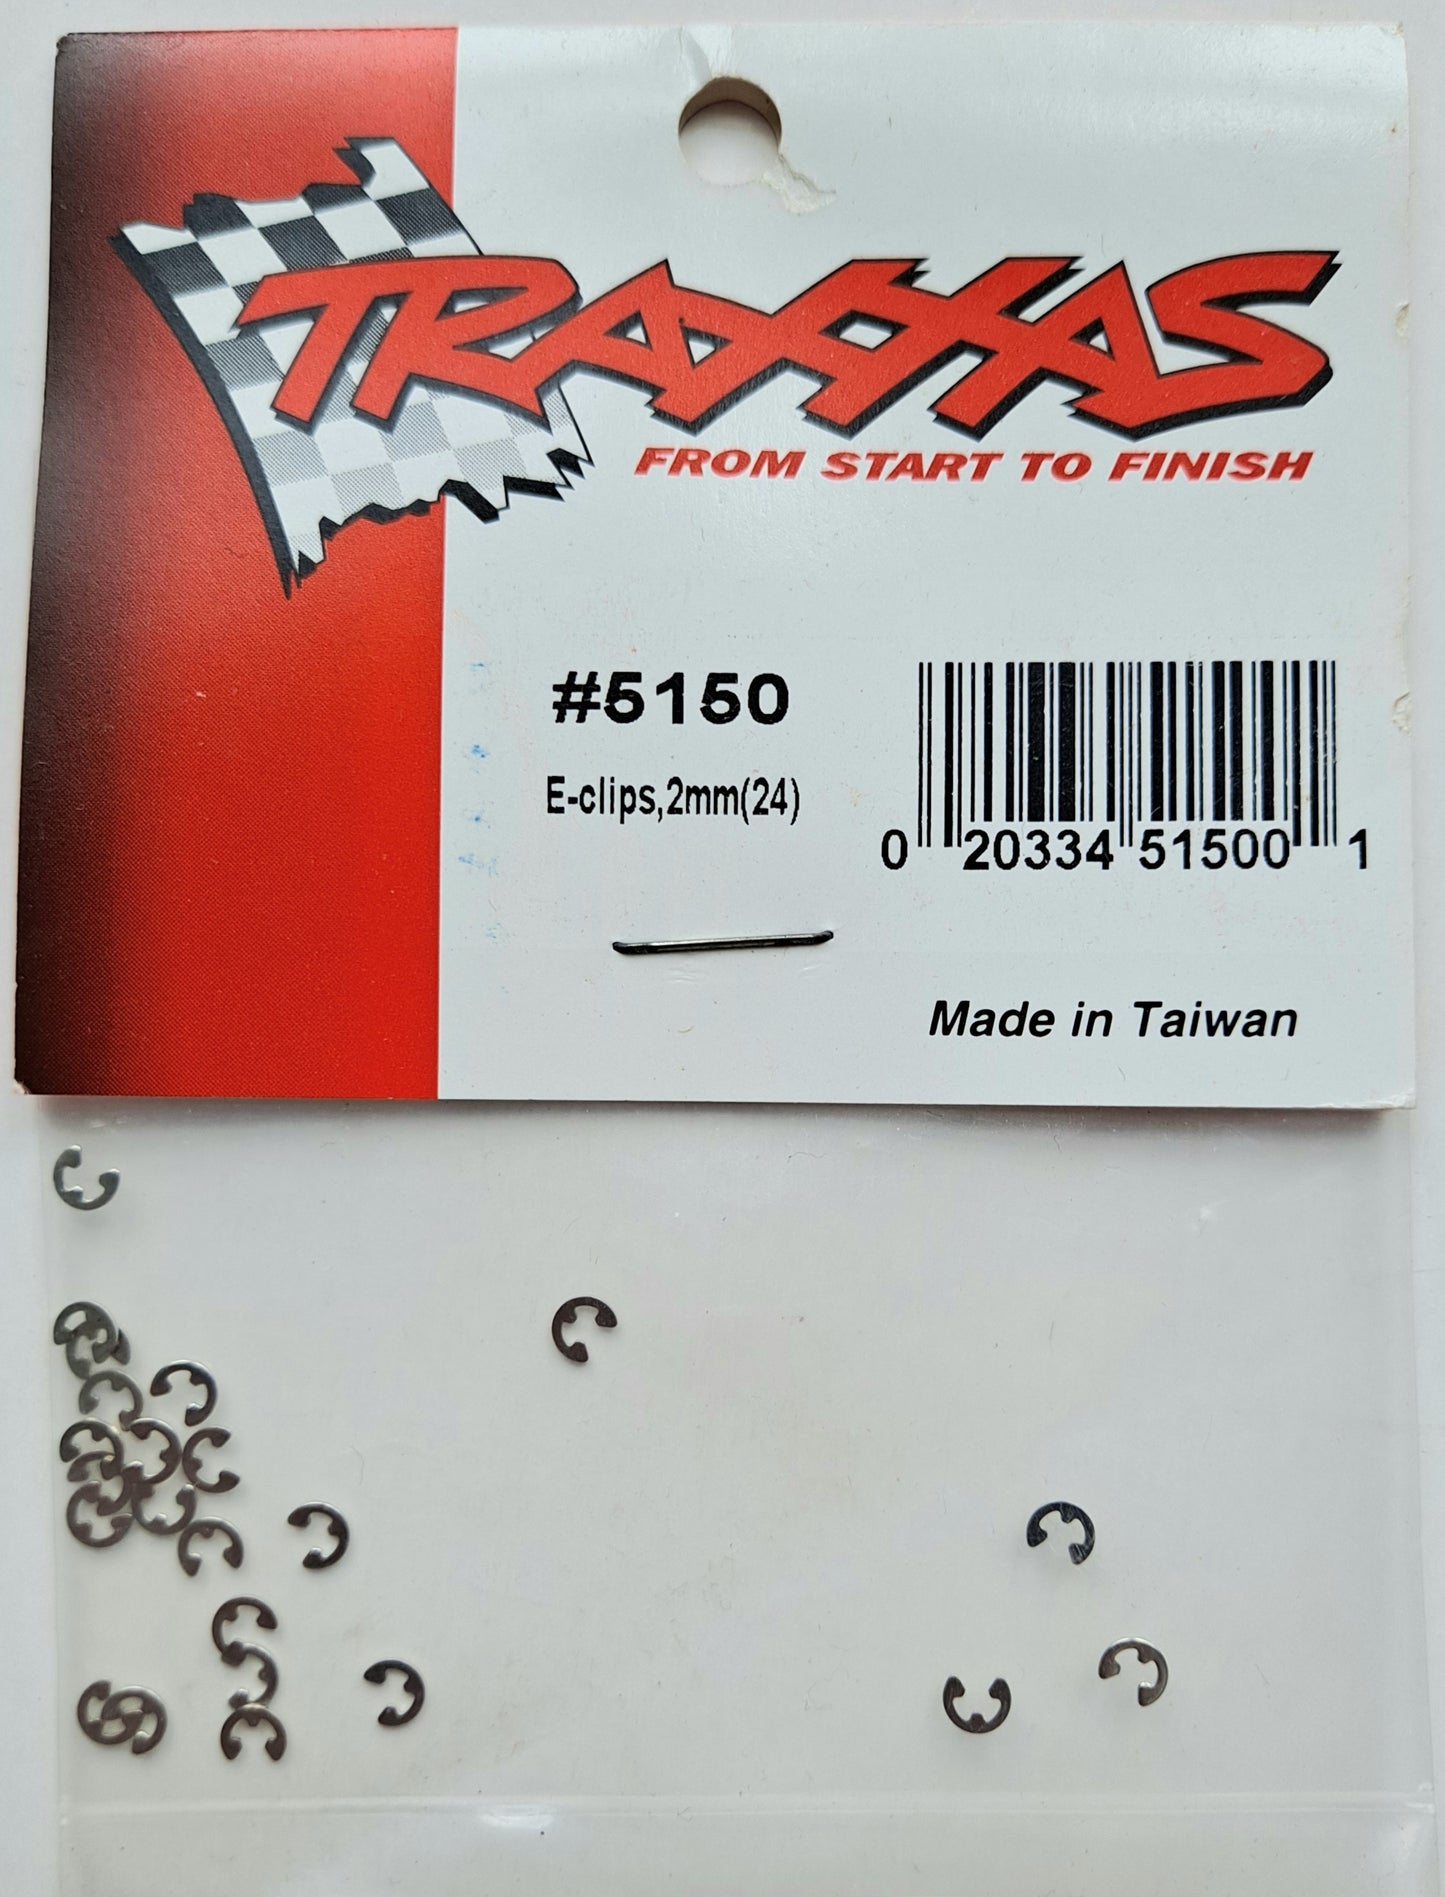 TRAXXAS
FROM START TO FINISH
#5150
E-clips,2mm(24)
0 20334 51500 1
Made in Taiwan